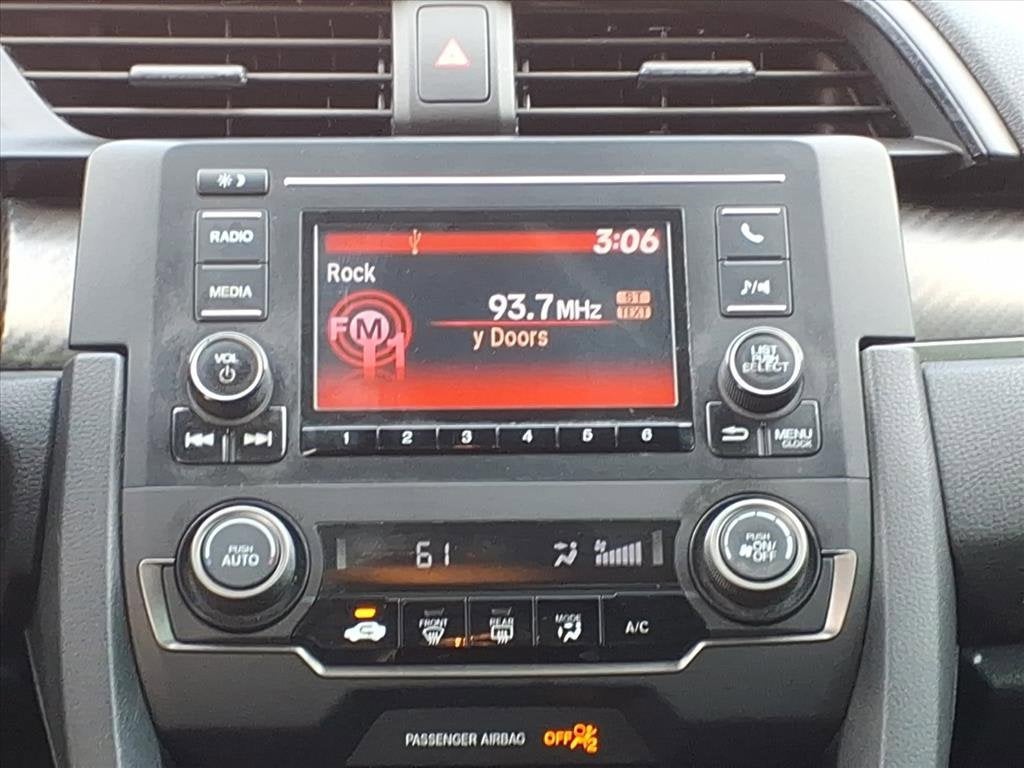 RADIO
MEDIA
VOL
3:06
Rock
93.7 MHz
ST
TEXT
FM 1
y Doors
LIST
PUSH
SELECT
1 2 3 4 5 6
MENU
CLOCK
PUSH
AUTO
61
PUSH
ON/
OFF
FRONT
REAR
MODE
A/C
PASSENGER AIRBAG OFF 2